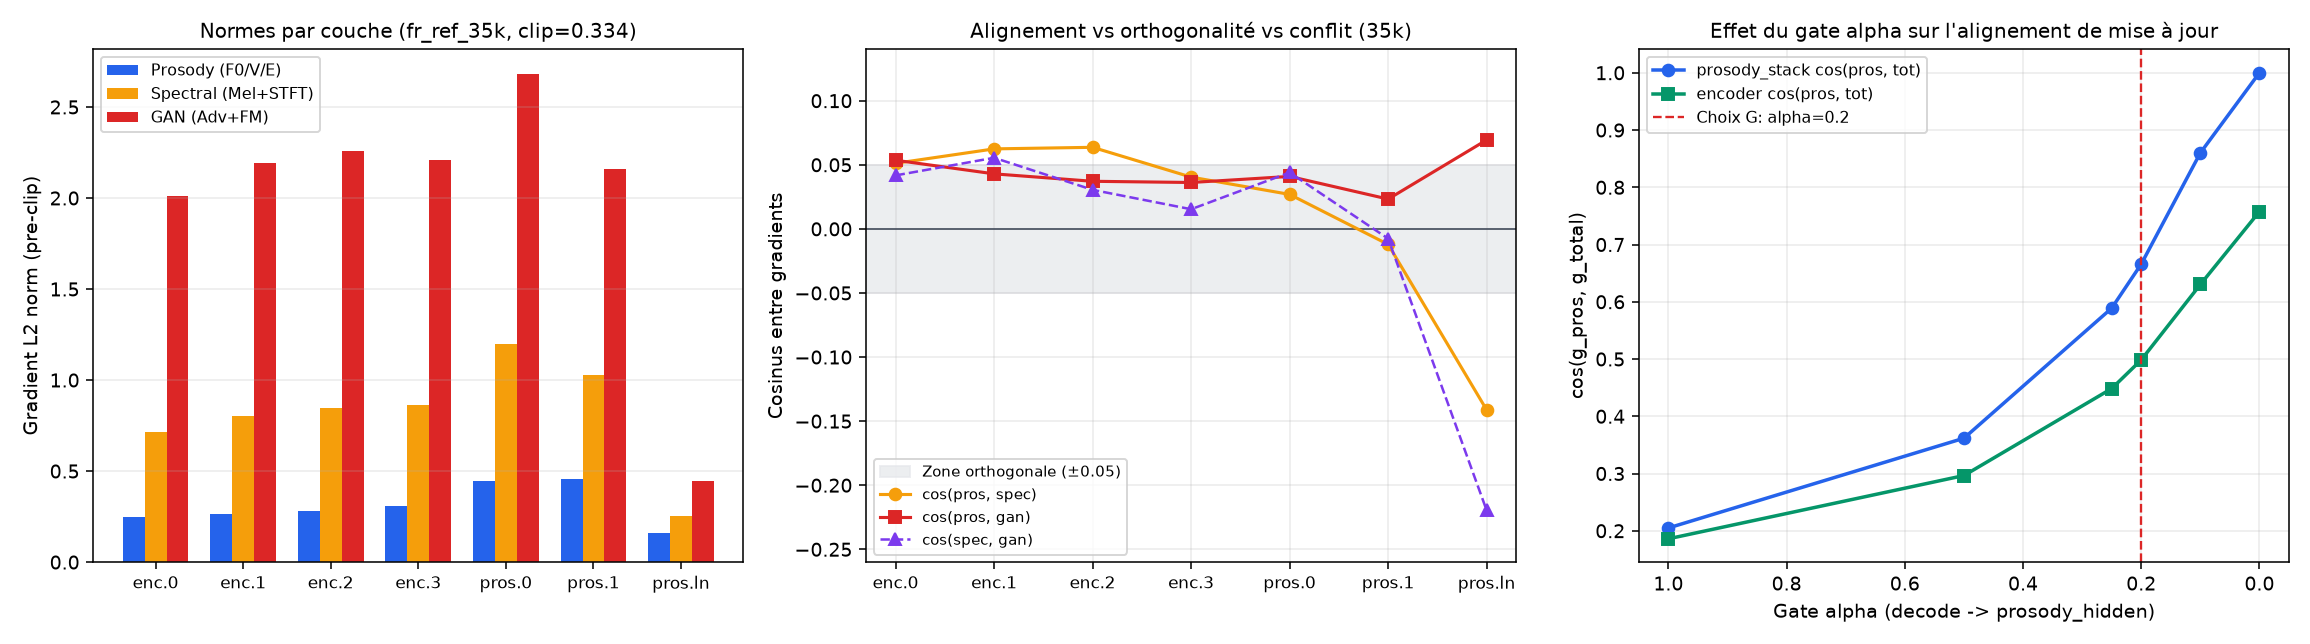 Normes par couche (fr_ref_35k, clip=0.334)
Prosody (F0/V/E)
Spectral (Mel+STFT)
GAN (Adv+FM)
Gradient L2 norm (pre-clip)
2.5
2.0
1.5
1.0
0.5
0.0
enc.0 enc.1 enc.2 enc.3 pros.0 pros.1 pros.ln
Alignement vs orthogonalité vs conflit (35k)
Cosinus entre gradients
0.10
0.05
0.00
−0.05
−0.10
−0.15
−0.20
−0.25
Zone orthogonale (±0.05)
cos(pros, spec)
cos(pros, gan)
cos(spec, gan)
enc.0 enc.1 enc.2 enc.3 pros.0 pros.1 pros.ln
Effet du gate alpha sur l'alignement de mise à jour
prosody_stack cos(pros, tot)
encoder cos(pros, tot)
Choix G: alpha=0.2
cos(g_pros, g_total)
1.0
0.9
0.8
0.7
0.6
0.5
0.4
0.3
0.2
1.0 0.8 0.6 0.4 0.2 0.0
Gate alpha (decode -> prosody_hidden)